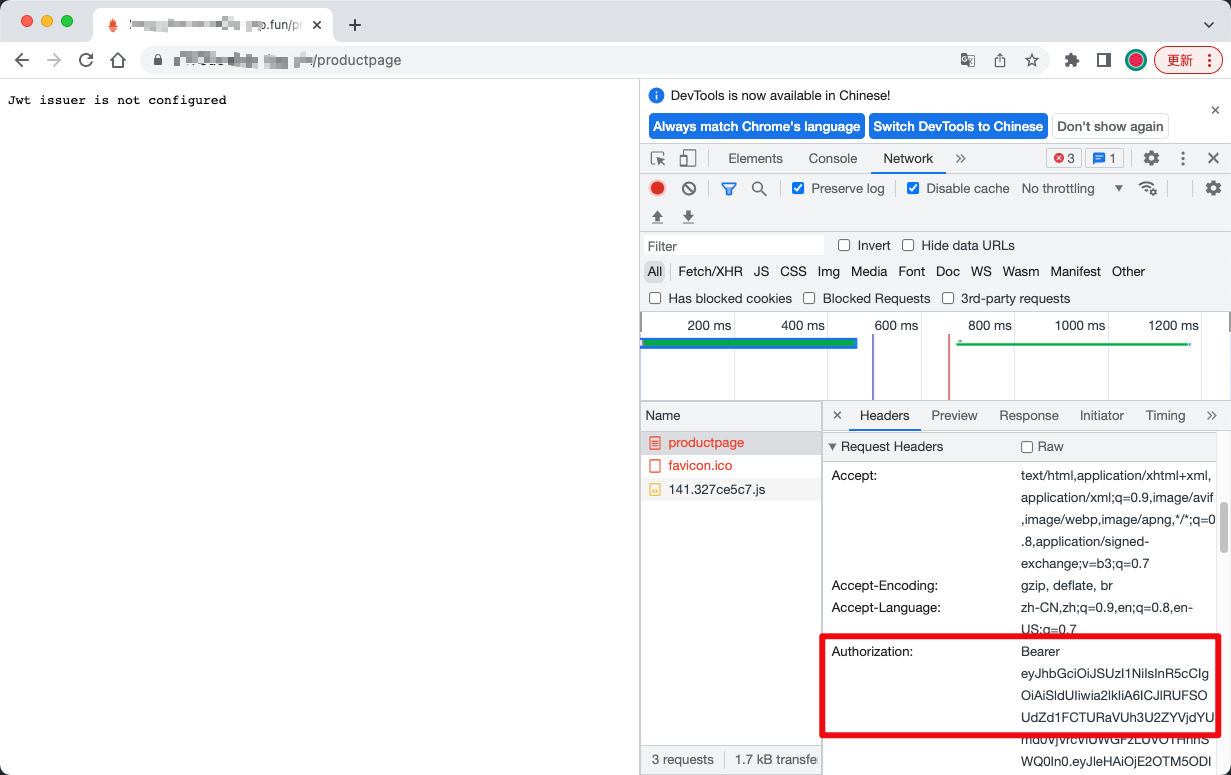 .fun/pr
/productpage
更新
Jwt issuer is not configured
DevTools is now available in Chinese!
Always match Chrome's language
Switch DevTools to Chinese
Don't show again
Elements
Console
Network
3
1
Preserve log
Disable cache
No throttling
Filter
Invert
Hide data URLs
All
Fetch/XHR
JS
CSS
Img
Media
Font
Doc
WS
Wasm
Manifest
Other
Has blocked cookies
Blocked Requests
3rd-party requests
200 ms
400 ms
600 ms
800 ms
1000 ms
1200 ms
Name
productpage
favicon.ico
141.327ce5c7.js
3 requests
1.7 kB transfe
Headers
Preview
Response
Initiator
Timing
Request Headers
Raw
Accept:
text/html,application/xhtml+xml,
application/xml;q=0.9,image/avif
,image/webp,image/apng,*/*;q=0
.8,application/signed-
exchange;v=b3;q=0.7
Accept-Encoding:
gzip, deflate, br
Accept-Language:
zh-CN,zh;q=0.9,en;q=0.8,en-
US;q=0.7
Authorization:
Bearer
eyJhbGciOiJSUzI1NiIsInR5cCIg
OiAiSldUIiwia2lkIiA6ICJlRUFSO
UdZd1FCTURaVUh3U2ZYVjdYU
WQ0In0.eyJleHAiOjE2OTM5ODI